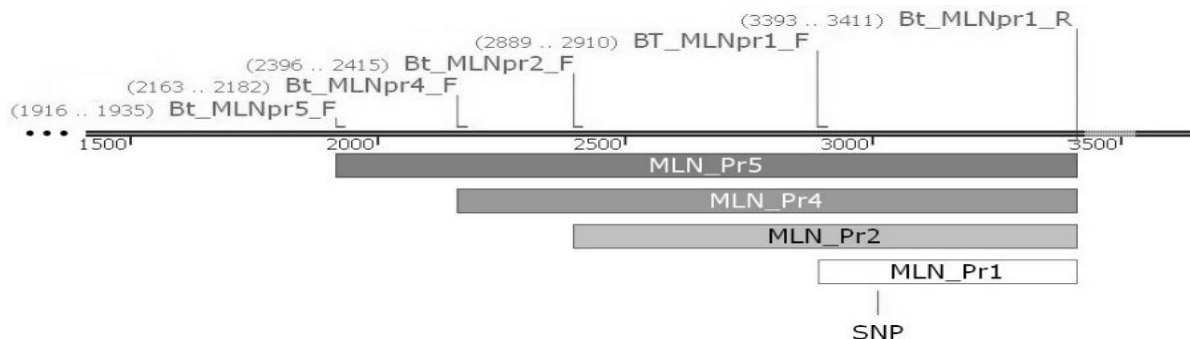 (3393 .. 3411) Bt_MLNpr1_R
(2889 .. 2910) BT_MLNpr1_F
(2396 .. 2415) Bt_MLNpr2_F
(2163 .. 2182) Bt_MLNpr4_F
(1916 .. 1935) Bt_MLNpr5_F
1500 2000 2500 3000 3500
MLN_Pr5
MLN_Pr4
MLN_Pr2
MLN_Pr1
SNP